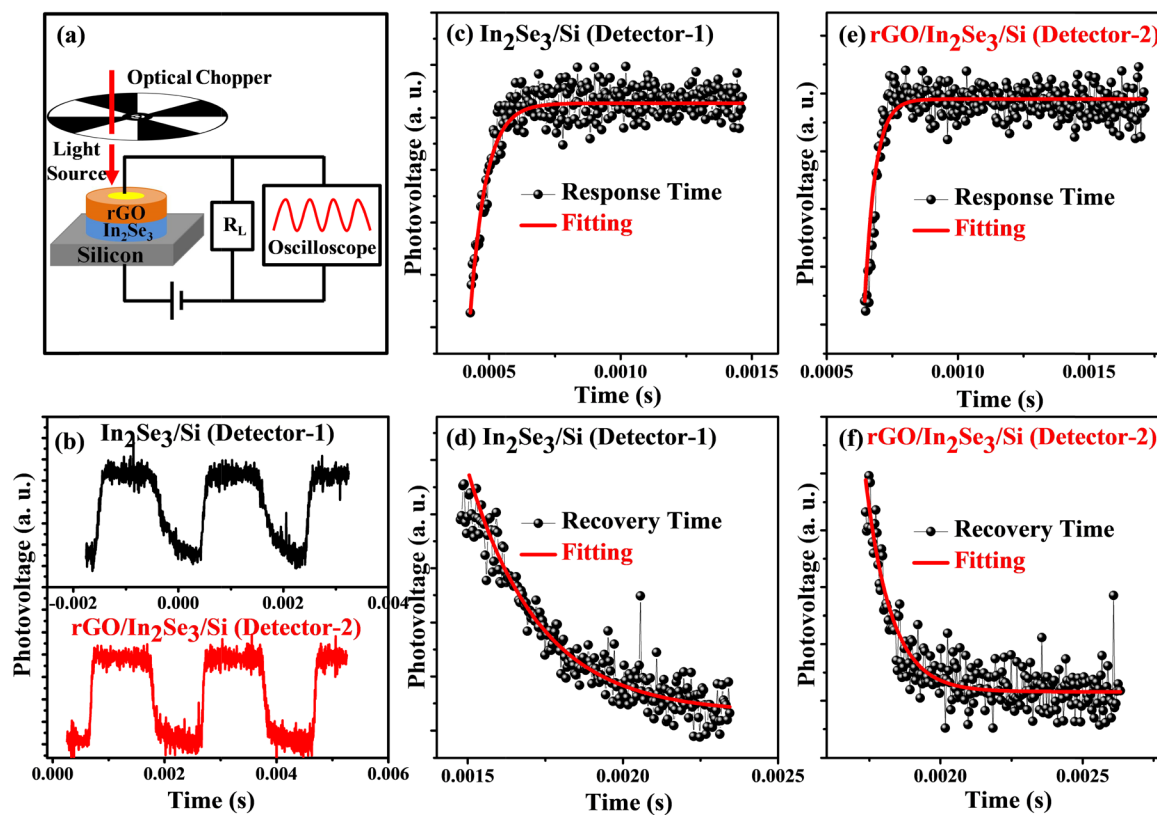 (a)
Optical Chopper
Light
Source
rGO
In2Se3
Silicon
RL
Oscilloscope
(b)
In2Se3/Si (Detector-1)
Photovoltage (a. u.)
-0.002 0.000 0.002 0.004
rGO/In2Se3/Si (Detector-2)
0.000 0.002 0.004 0.006
Time (s)
(c) In2Se3/Si (Detector-1)
Photovoltage (a. u.)
Response Time
Fitting
0.0005 0.0010 0.0015
Time (s)
(d) In2Se3/Si (Detector-1)
Photovoltage (a. u.)
Recovery Time
Fitting
0.0015 0.0020 0.0025
Time (s)
(e) rGO/In2Se3/Si (Detector-2)
Photovoltage (a. u.)
Response Time
Fitting
0.0005 0.0010 0.0015
Time (s)
(f) rGO/In2Se3/Si (Detector-2)
Photovoltage (a. u.)
Recovery Time
Fitting
0.0020 0.0025
Time (s)